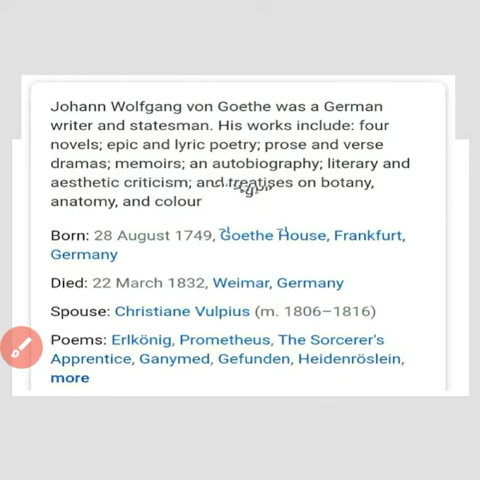 Johann Wolfgang von Goethe was a German
writer and statesman. His works include: four
novels; epic and lyric poetry; prose and verse
dramas; memoirs; an autobiography; literary and
aesthetic criticism; and treatises on botany,
anatomy, and colour
Born: 28 August 1749, Goethe House, Frankfurt,
Germany
Died: 22 March 1832, Weimar, Germany
Spouse: Christiane Vulpius (m. 1806–1816)
Poems: Erlkönig, Prometheus, The Sorcerer's
Apprentice, Ganymed, Gefunden, Heidenröslein,
more